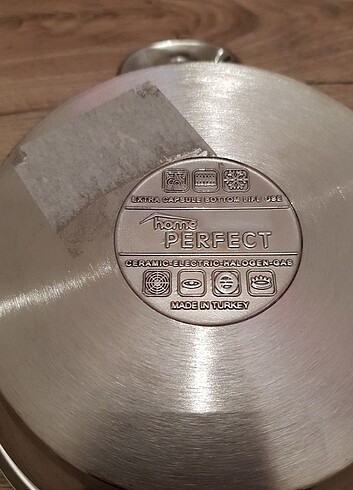 EXTRA CAPSULE BOTTOM LIFE USE
home
PERFECT
CERAMIC-ELECTRIC-HALOGEN-GAS
MADE IN TURKEY